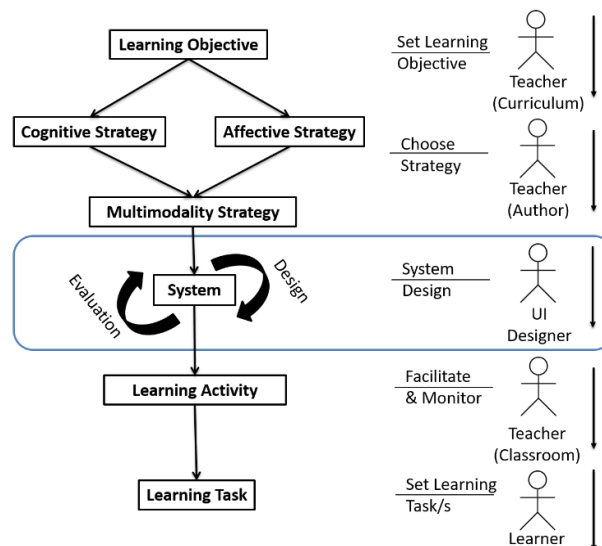 Learning Objective
Set Learning
Objective
Teacher
(Curriculum)
Cognitive Strategy
Affective Strategy
Choose
Strategy
Teacher
(Author)
Multimodality Strategy
System
Evaluation
Design
System
Design
UI
Designer
Learning Activity
Facilitate
& Monitor
Teacher
(Classroom)
Learning Task
Set Learning
Task/s
Learner